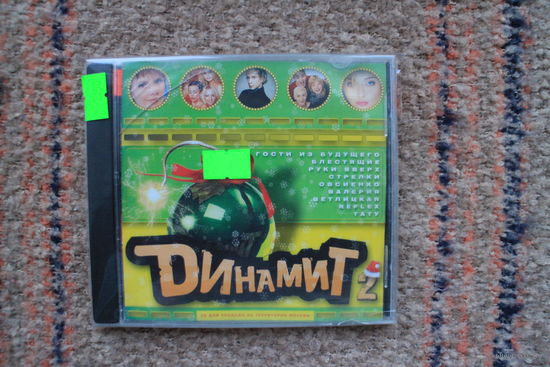 ГОСТИ ИЗ БУДУЩЕГО
БЛЕСТЯЩИЕ
РУКИ ВВЕРХ
СТРЕЛКИ
ОВСИЕНКО
ВАЛЕРИЯ
ВЕТЛИЦКАЯ
REFLEX
ТАТУ
ДИНАМИТ
2